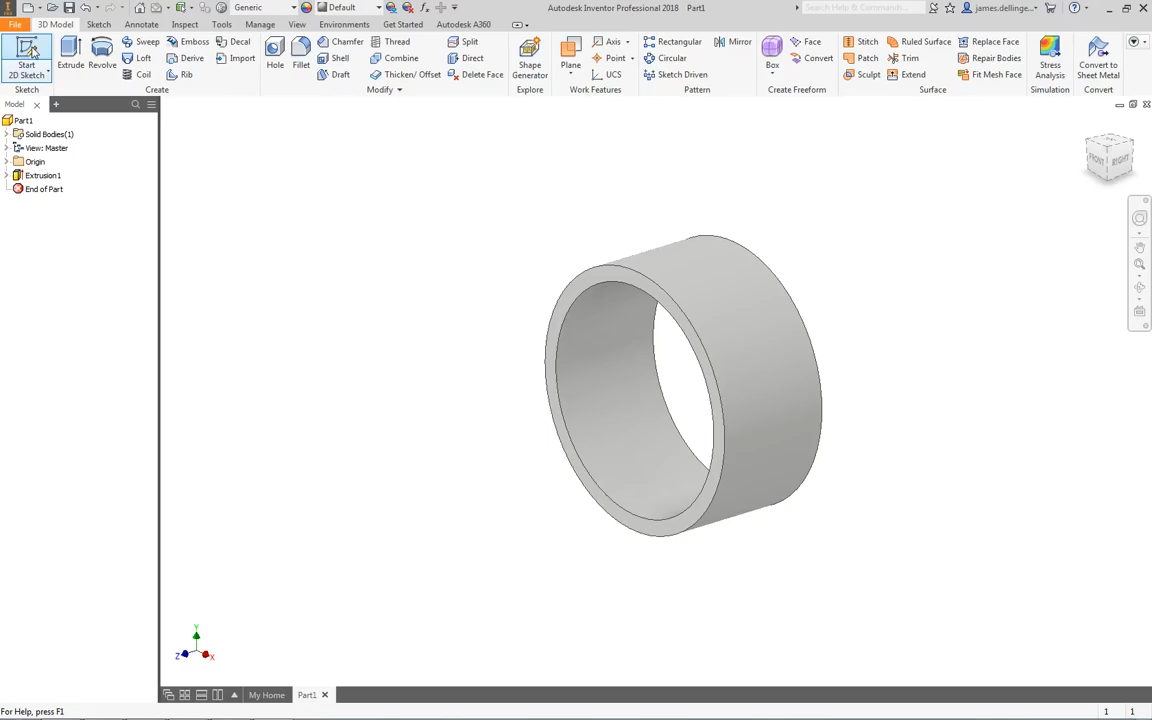 PRO
Generic
Default
fx
Autodesk Inventor Professional 2018 Part1
Search Help & Commands...
james.dellinge...
File 3D Model Sketch Annotate Inspect Tools Manage View Environments Get Started Autodesk A360
Start
2D Sketch
Extrude
Revolve
Sweep Emboss Decal
Loft Derive Import
Coil Rib
Hole
Fillet
Chamfer Thread Split
Shell Combine Direct
Draft Thicken/ Offset Delete Face
Shape
Generator
Plane
Axis
Point
UCS
Rectangular Mirror
Circular
Sketch Driven
Box
Face
Convert
Stitch Ruled Surface Replace Face
Patch Trim Repair Bodies
Sculpt Extend Fit Mesh Face
Stress
Analysis
Convert to
Sheet Metal
Sketch Create Modify Explore Work Features Pattern Create Freeform Surface Simulation Convert
Model
Part1
Solid Bodies(1)
View: Master
Origin
Extrusion1
End of Part
FRONT RIGHT
Y
Z X
My Home Part1
For Help, press F1 1 1